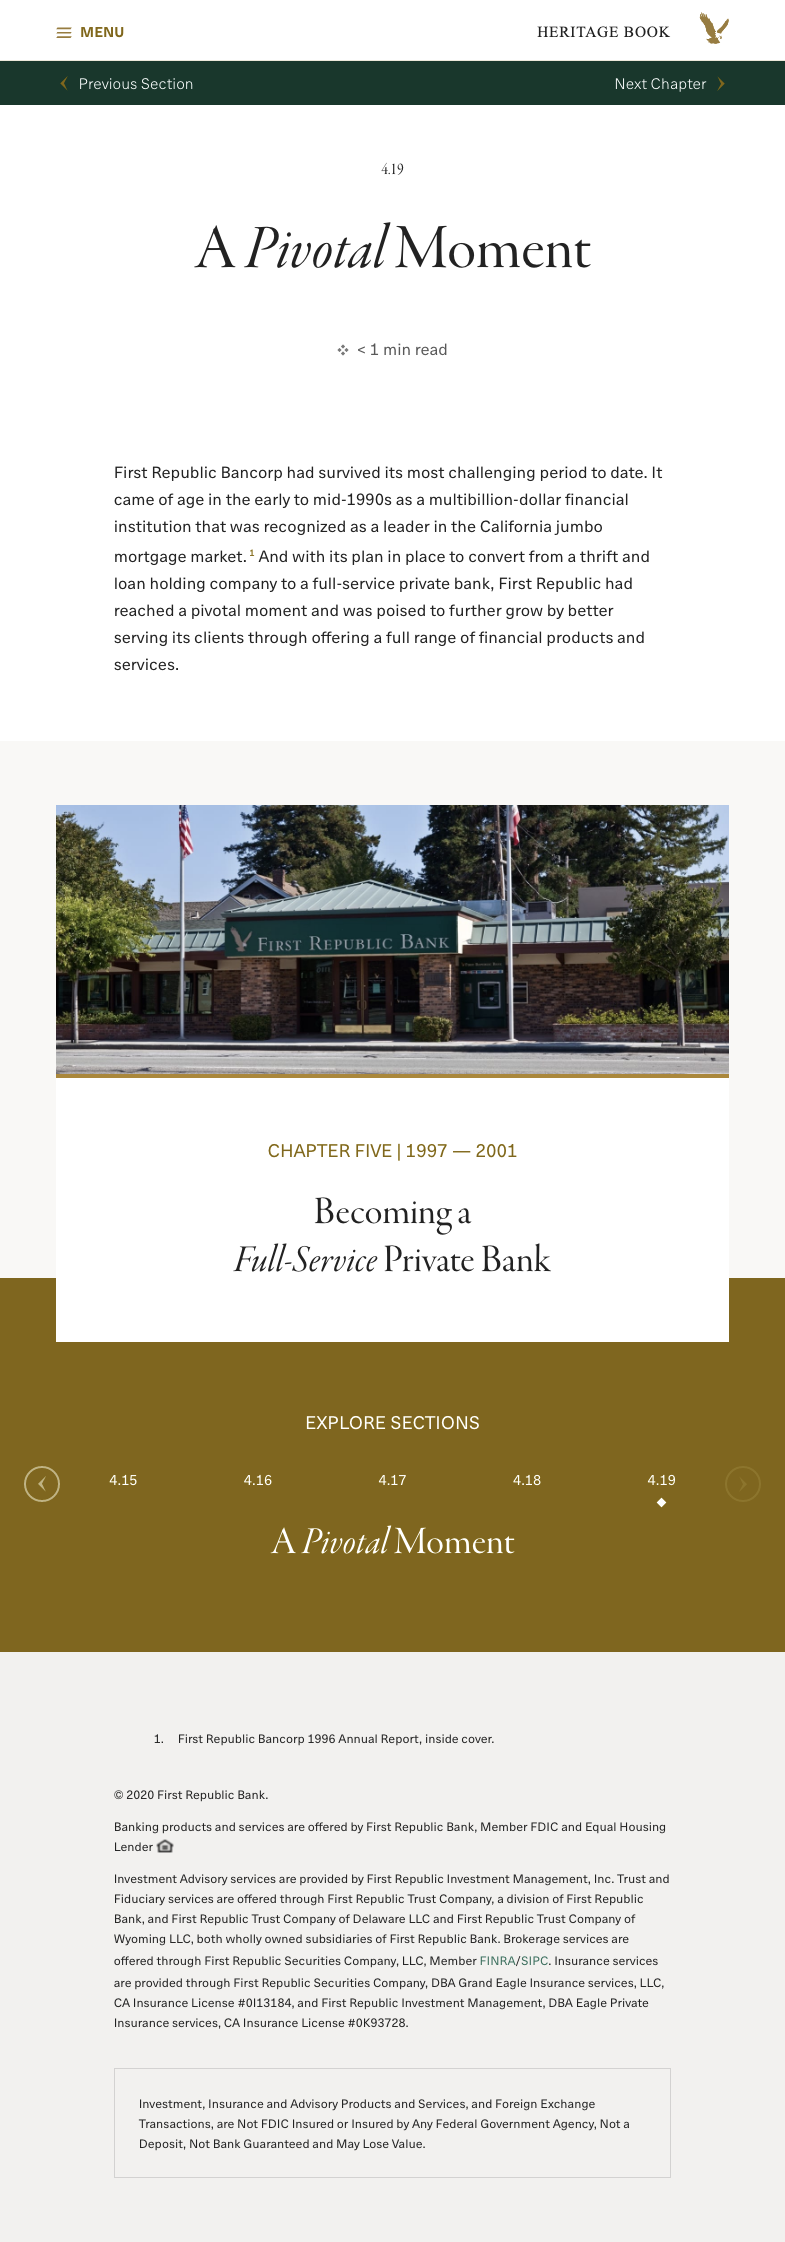 MENU
HERITAGE BOOK
Previous Section
Next Chapter
4.19
A Pivotal Moment
< 1 min read
First Republic Bancorp had survived its most challenging period to date. It
came of age in the early to mid-1990s as a multibillion-dollar financial
institution that was recognized as a leader in the California jumbo
mortgage market. 1 And with its plan in place to convert from a thrift and
loan holding company to a full-service private bank, First Republic had
reached a pivotal moment and was poised to further grow by better
serving its clients through offering a full range of financial products and
services.
FIRST REPUBLIC BANK
CHAPTER FIVE | 1997 — 2001
Becoming a
Full-Service Private Bank
EXPLORE SECTIONS
4.15 4.16 4.17 4.18 4.19
A Pivotal Moment
1. First Republic Bancorp 1996 Annual Report, inside cover.
© 2020 First Republic Bank.
Banking products and services are offered by First Republic Bank, Member FDIC and Equal Housing
Lender
Investment Advisory services are provided by First Republic Investment Management, Inc. Trust and
Fiduciary services are offered through First Republic Trust Company, a division of First Republic
Bank, and First Republic Trust Company of Delaware LLC and First Republic Trust Company of
Wyoming LLC, both wholly owned subsidiaries of First Republic Bank. Brokerage services are
offered through First Republic Securities Company, LLC, Member FINRA/SIPC. Insurance services
are provided through First Republic Securities Company, DBA Grand Eagle Insurance services, LLC,
CA Insurance License #0I13184, and First Republic Investment Management, DBA Eagle Private
Insurance services, CA Insurance License #0K93728.
Investment, Insurance and Advisory Products and Services, and Foreign Exchange
Transactions, are Not FDIC Insured or Insured by Any Federal Government Agency, Not a
Deposit, Not Bank Guaranteed and May Lose Value.